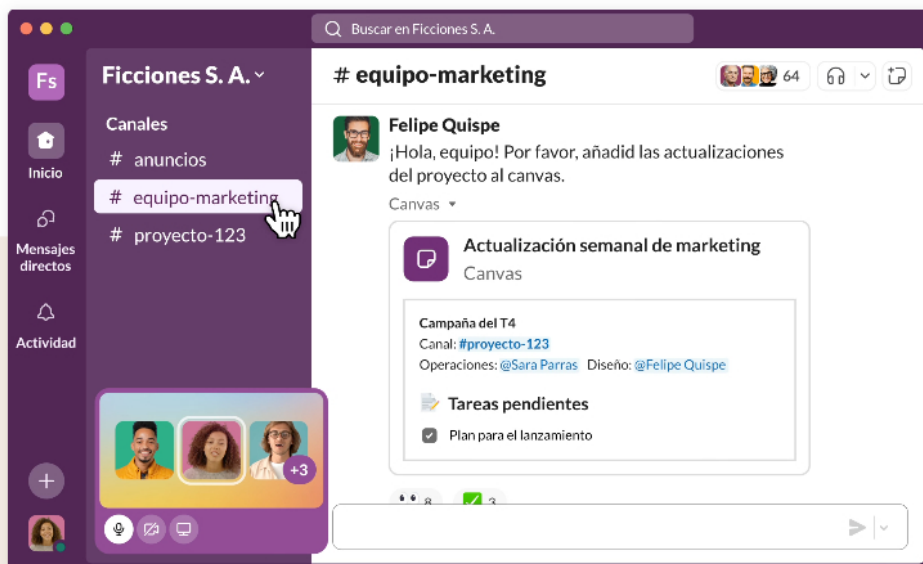 Buscar en Ficciones S. A.
Fs
Inicio
Mensajes
directos
Actividad
Ficciones S. A.
Canales
# anuncios
# equipo-marketing
# proyecto-123
+3
# equipo-marketing
64
Felipe Quispe
¡Hola, equipo! Por favor, añadid las actualizaciones
del proyecto al canvas.
Canvas
Actualización semanal de marketing
Canvas
Campaña del T4
Canal: #proyecto-123
Operaciones: @Sara Parras Diseño: @Felipe Quispe
Tareas pendientes
Plan para el lanzamiento
8 3